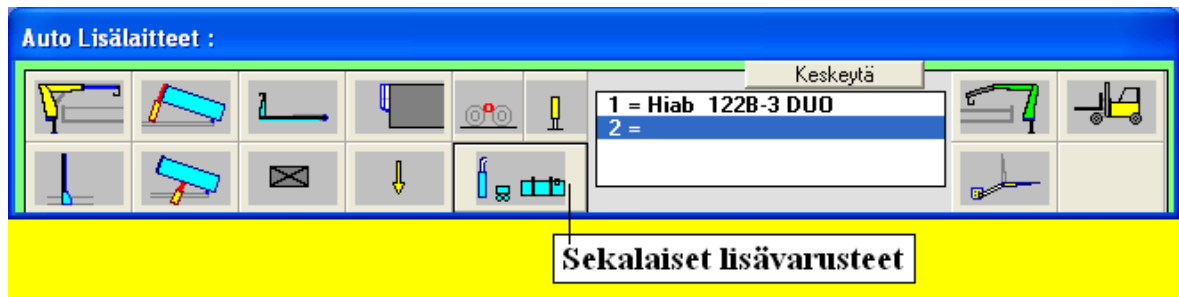 Auto Lisälaitteet :
Keskeytä
1 = Hiab 122B-3 DUO
2 =
Sekalaiset lisävarusteet